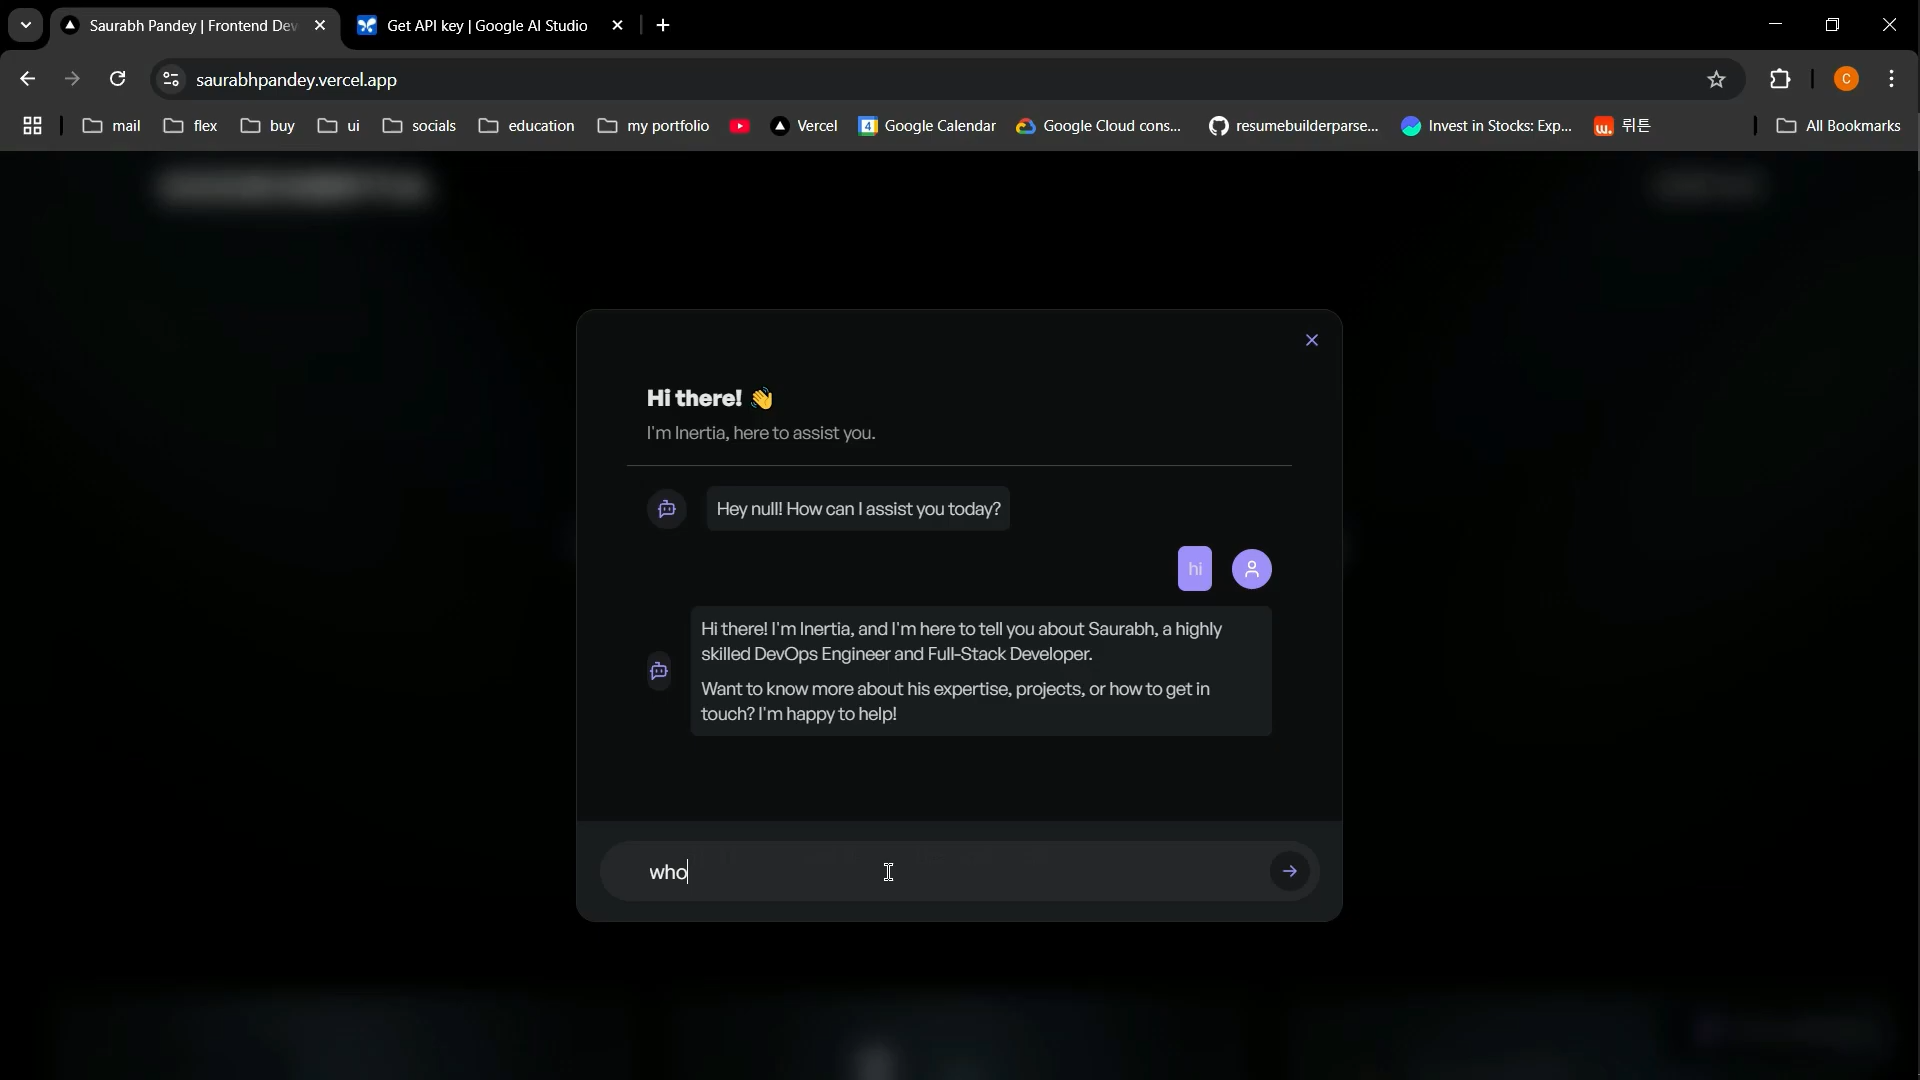 Saurabh Pandey | Frontend Dev
Get API key | Google AI Studio
saurabhpandey.vercel.app
C
mail
flex
buy
ui
socials
education
my portfolio
Vercel
4
Google Calendar
Google Cloud cons...
resumebuilderparse...
Invest in Stocks: Exp...
w.
뤼튼
All Bookmarks
Hi there! 👋
I'm Inertia, here to assist you.
Hey null! How can I assist you today?
hi
Hi there! I'm Inertia, and I'm here to tell you about Saurabh, a highly
skilled DevOps Engineer and Full-Stack Developer.
Want to know more about his expertise, projects, or how to get in
touch? I'm happy to help!
who